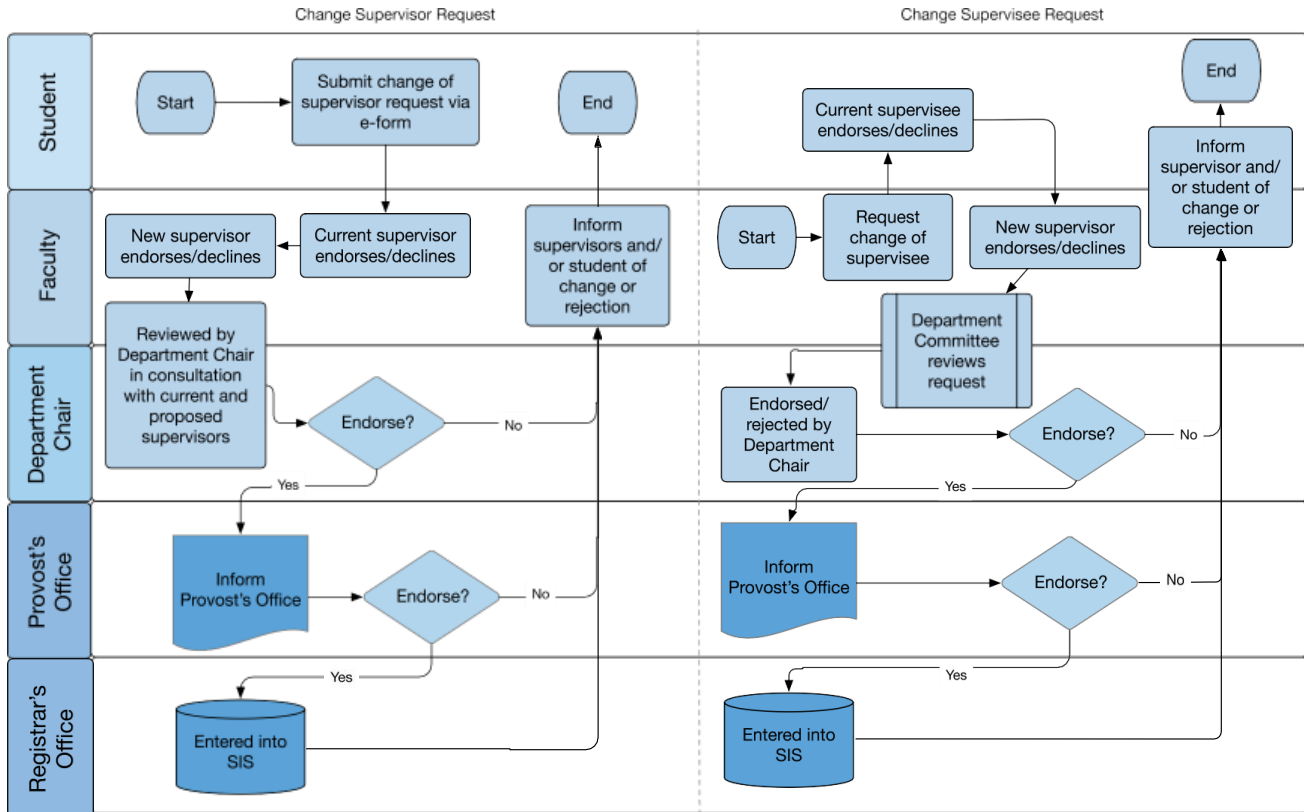 Change Supervisor Request
Change Supervisee Request
Student
Start
Submit change of
supervisor request via
e-form
End
Current supervisee
endorses/declines
End
Inform
supervisor and/
or student of
change or
rejection
Faculty
New supervisor
endorses/declines
Current supervisor
endorses/declines
Inform
supervisors and/
or student of
change or
rejection
Start
Request
change of
supervisee
New supervisor
endorses/declines
Department
Chair
Reviewed by
Department Chair
in consultation
with current and
proposed
supervisors
Endorse?
No
Yes
Department
Committee
reviews
request
Endorsed/
rejected by
Department
Chair
Endorse?
No
Yes
Provost's
Office
Inform
Provost's Office
Endorse?
No
Yes
Inform
Provost's Office
Endorse?
No
Yes
Registrar's
Office
Entered into
SIS
Entered into
SIS